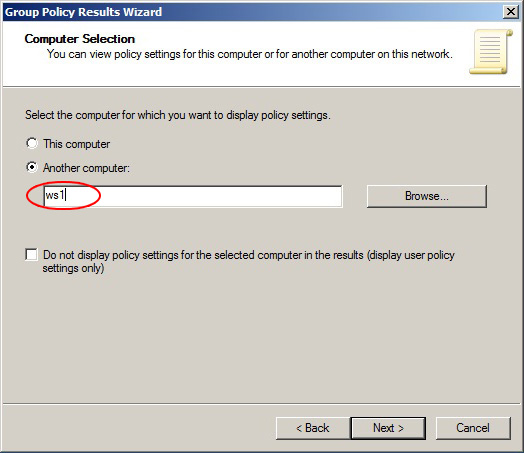 Group Policy Results Wizard
Computer Selection
You can view policy settings for this computer or for another computer on this network.
Select the computer for which you want to display policy settings.
This computer
Another computer:
ws1
Browse...
Do not display policy settings for the selected computer in the results (display user policy
settings only)
< Back
Next >
Cancel